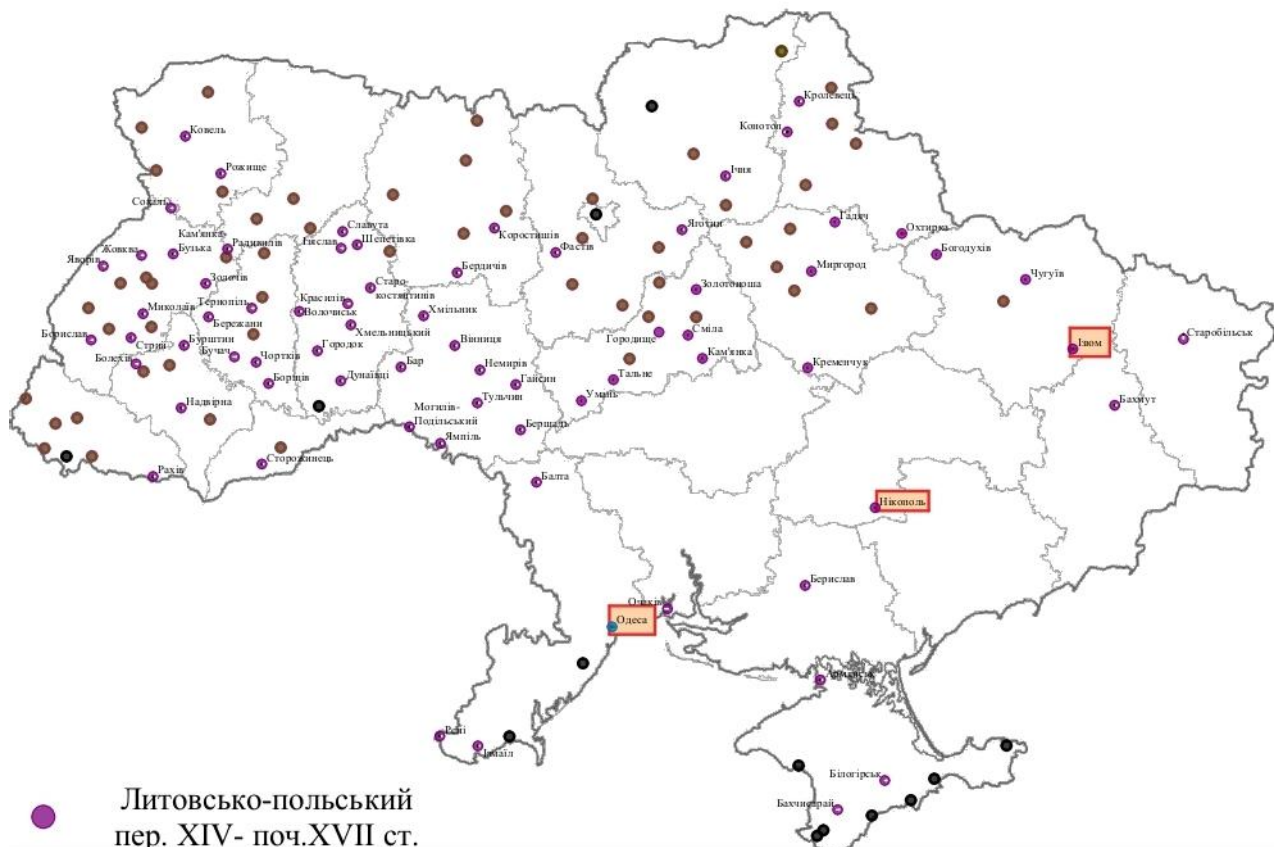 Кролевець
Конотоп
Ковель
Рожище
Ічня
Сокаль
Гадяч
Охтирка
Богодухів
Яготин
Славута
Шепетівка
Ізяслав
Коростишів
Фастів
Кам'янка
Бузька
Радивилів
Жовква
Яворів
Бердичів
Миргород
Чугуїв
Золочів
Старо-
костянтинів
Золотоноша
Миколаїв
Тернопіль
Бережани
Красилів
Волочиськ
Хмільник
Хмельницький
Ізюм
Старобільськ
Борислав
Стрий
Бурштин
Бучач
Чортків
Городок
Вінниця
Городище
Сміла
Кам'янка
Болехів
Борщів
Дунаївці
Бар
Немирів
Гайсин
Тальне
Умань
Кременчук
Надвірна
Тульчин
Бахмут
Могилів-
Подільський
Ямпіль
Бершадь
Рахів
Сторожинець
Балта
Нікополь
Берислав
Очаків
Одеса
Армянськ
Рені
Ізмаїл
Білогірськ
Бахчисарай
Литовсько-польський
пер. XIV- поч.XVII ст.